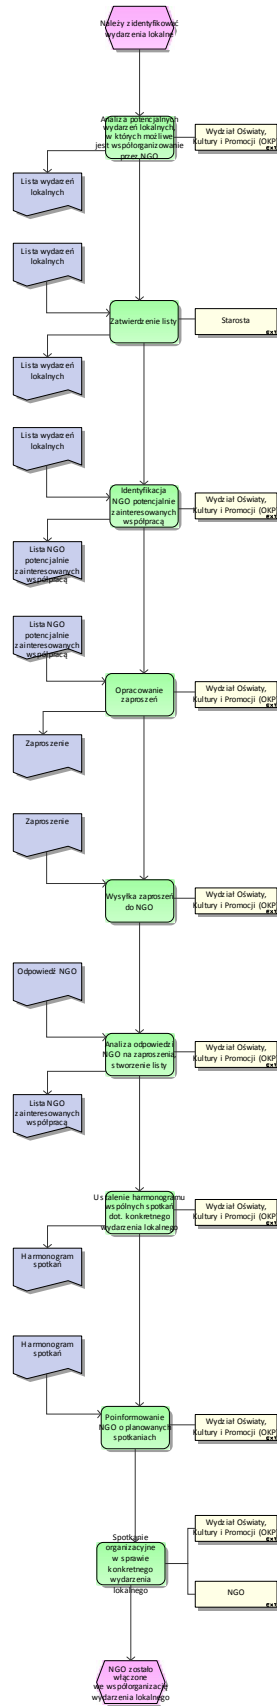 Należy zidentyfikować
wydarzenia lokalne
Analiza potencjalnych
wydarzeń lokalnych,
w których możliwe
jest współorganizowanie
przez NGO
Wydział Oświaty,
Kultury i Promocji (OKP)
Lista wydarzeń
lokalnych
Lista wydarzeń
lokalnych
Zatwierdzenie listy
Starosta
Lista wydarzeń
lokalnych
Lista wydarzeń
lokalnych
Identyfikacja
NGO potencjalnie
zainteresowanych
współpracą
Wydział Oświaty,
Kultury i Promocji (OKP)
Lista NGO
potencjalnie
zainteresowanych
współpracą
Lista NGO
potencjalnie
zainteresowanych
współpracą
Opracowanie
zaproszeń
Wydział Oświaty,
Kultury i Promocji (OKP)
Zaproszenie
Zaproszenie
Wysyłka zaproszeń
do NGO
Wydział Oświaty,
Kultury i Promocji (OKP)
Odpowiedź NGO
Analiza odpowiedzi
NGO na zaproszenia,
stworzenie listy
Wydział Oświaty,
Kultury i Promocji (OKP)
Lista NGO
zainteresowanych
współpracą
Ustalenie harmonogramu
wspólnych spotkań
dot. konkretnego
wydarzenia lokalnego
Wydział Oświaty,
Kultury i Promocji (OKP)
Harmonogram
spotkań
Harmonogram
spotkań
Poinformowanie
NGO o planowanych
spotkaniach
Wydział Oświaty,
Kultury i Promocji (OKP)
Spotkanie
organizacyjne
w sprawie
konkretnego
wydarzenia
lokalnego
Wydział Oświaty,
Kultury i Promocji (OKP)
NGO
NGO zostało
włączone
we współorganizację
wydarzenia lokalnego